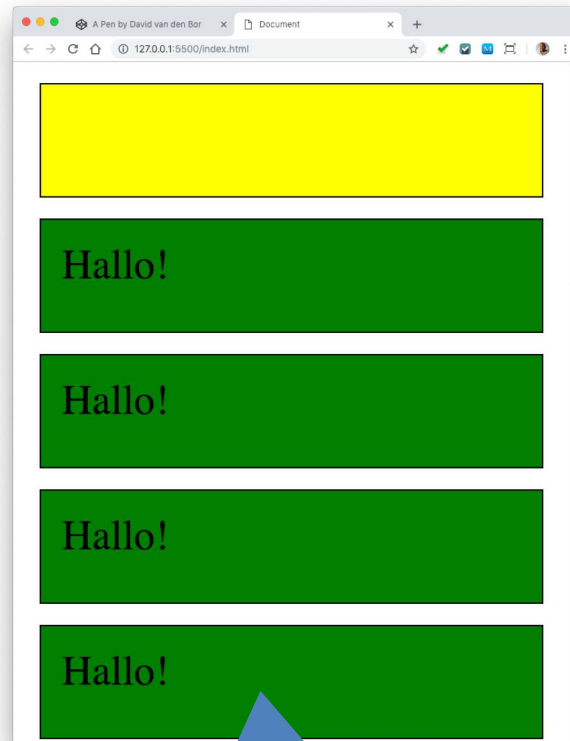 A Pen by David van den Bor
Document
127.0.0.1:5500/index.html
Hallo!
Hallo!
Hallo!
Hallo!